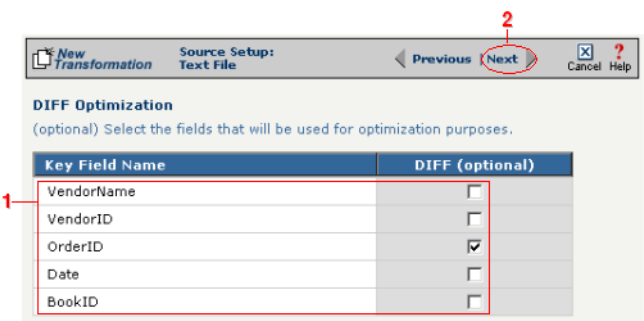 2
New Transformation
Source Setup: Text File
Previous | Next
Cancel
? Help
DIFF Optimization
(optional) Select the fields that will be used for optimization purposes.
Key Field Name DIFF (optional)
1
VendorName
VendorID
OrderID
Date
BookID